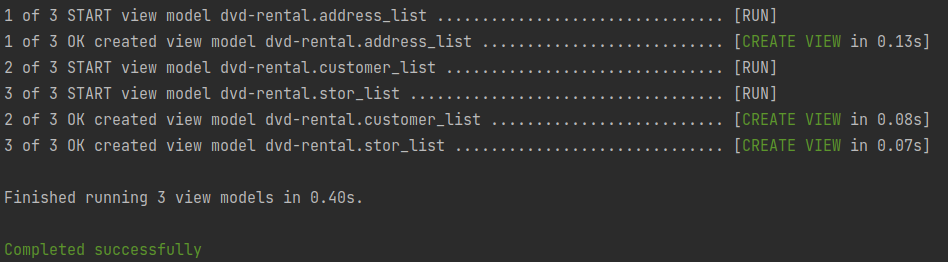 1 of 3 START view model dvd-rental.address_list ................................ [RUN]
1 of 3 OK created view model dvd-rental.address_list ........................... [CREATE VIEW in 0.13s]
2 of 3 START view model dvd-rental.customer_list ............................... [RUN]
3 of 3 START view model dvd-rental.stor_list ................................... [RUN]
2 of 3 OK created view model dvd-rental.customer_list .......................... [CREATE VIEW in 0.08s]
3 of 3 OK created view model dvd-rental.stor_list .............................. [CREATE VIEW in 0.07s]
Finished running 3 view models in 0.40s.
Completed successfully